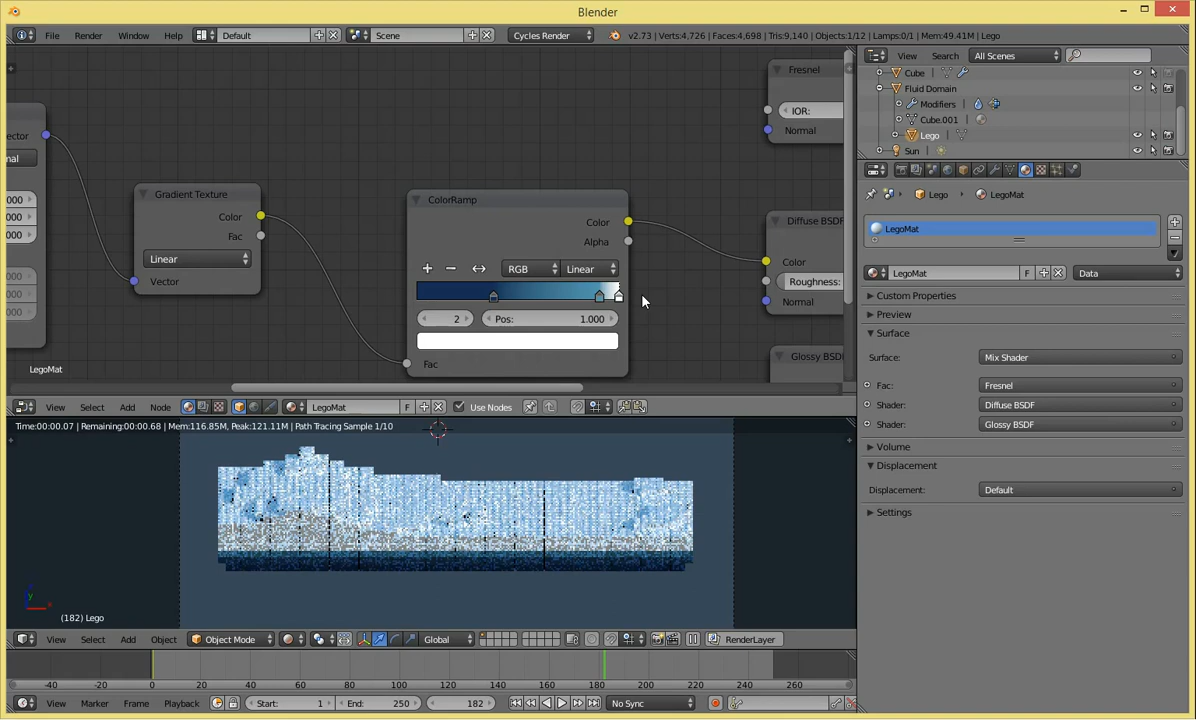 Blender
File Render Window Help Default Scene Cycles Render v2.73 | Verts:4,726 | Faces:4,698 | Tris:9,140 | Objects:1/12 | Lamps:0/1 | Mem:49.41M | Lego
View Search All Scenes
Cube
Fluid Domain
Modifiers
Cube.001
Lego
Sun
Fresnel
IOR:
Normal
Gradient Texture
Color
Fac
Linear
Vector
ColorRamp
Color
Alpha
RGB Linear
2 Pos: 1.000
Fac
Diffuse BSDF
Color
Roughness:
Normal
Glossy BSDF
LegoMat
View Select Add Node LegoMat F Use Nodes
Lego LegoMat
LegoMat
LegoMat F Data
Custom Properties
Preview
Surface
Surface: Mix Shader
Fac: Fresnel
Shader: Diffuse BSDF
Shader: Glossy BSDF
Volume
Displacement
Displacement: Default
Settings
Time:00:00.07 | Remaining:00:00.68 | Mem:116.85M, Peak:121.11M | Path Tracing Sample 1/10
(182) Lego
View Select Add Object Object Mode Global RenderLayer
-40 -20 0 20 40 60 80 100 120 140 160 180 200 220 240 260
View Marker Frame Playback Start: 1 End: 250 182 No Sync